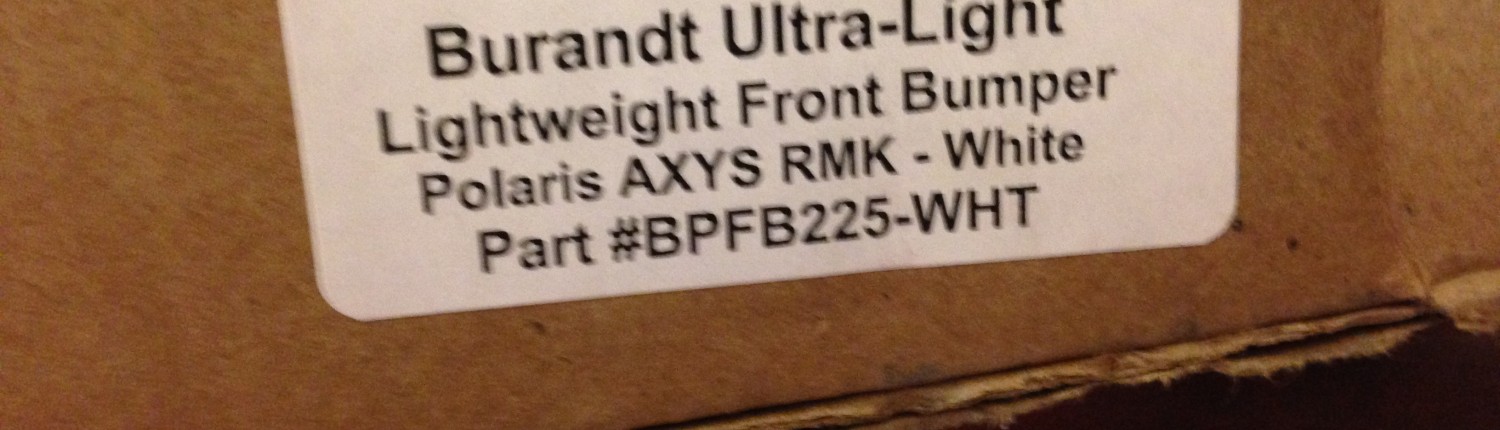 Burandt Ultra-Light
Lightweight Front Bumper
Polaris AXYS RMK - White
Part #BPFB225-WHT